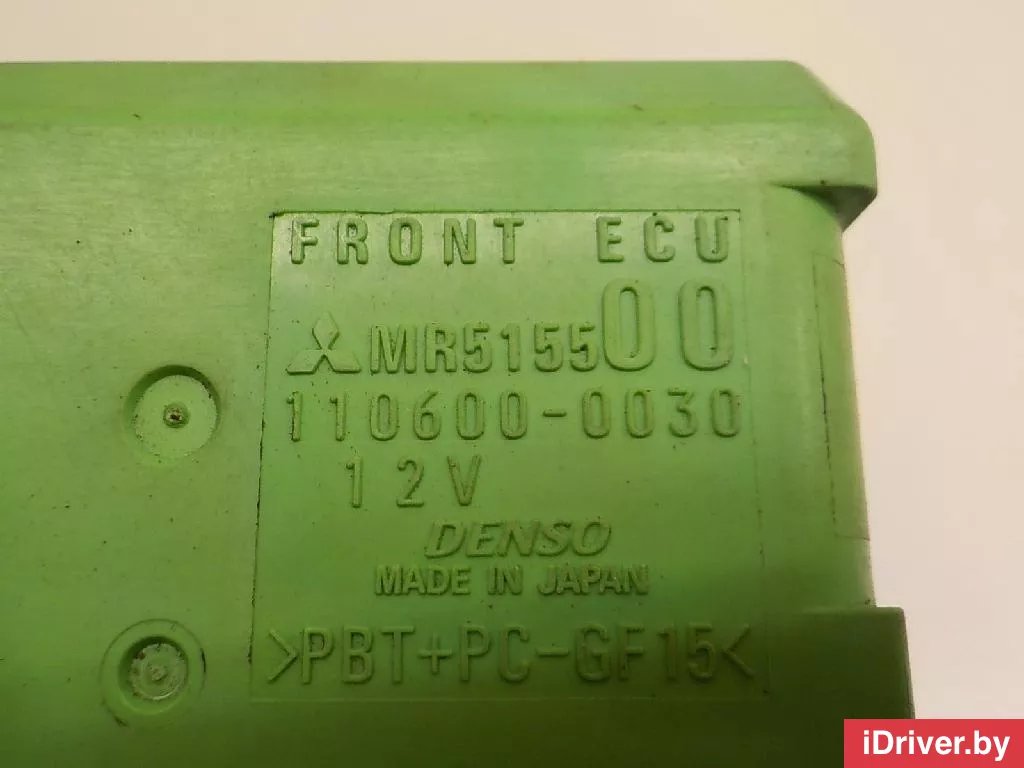 FRONT ECU
MR515500
110600-0030
12V
DENSO
MADE IN JAPAN
>PBT+PC-GF15<
iDriver.by